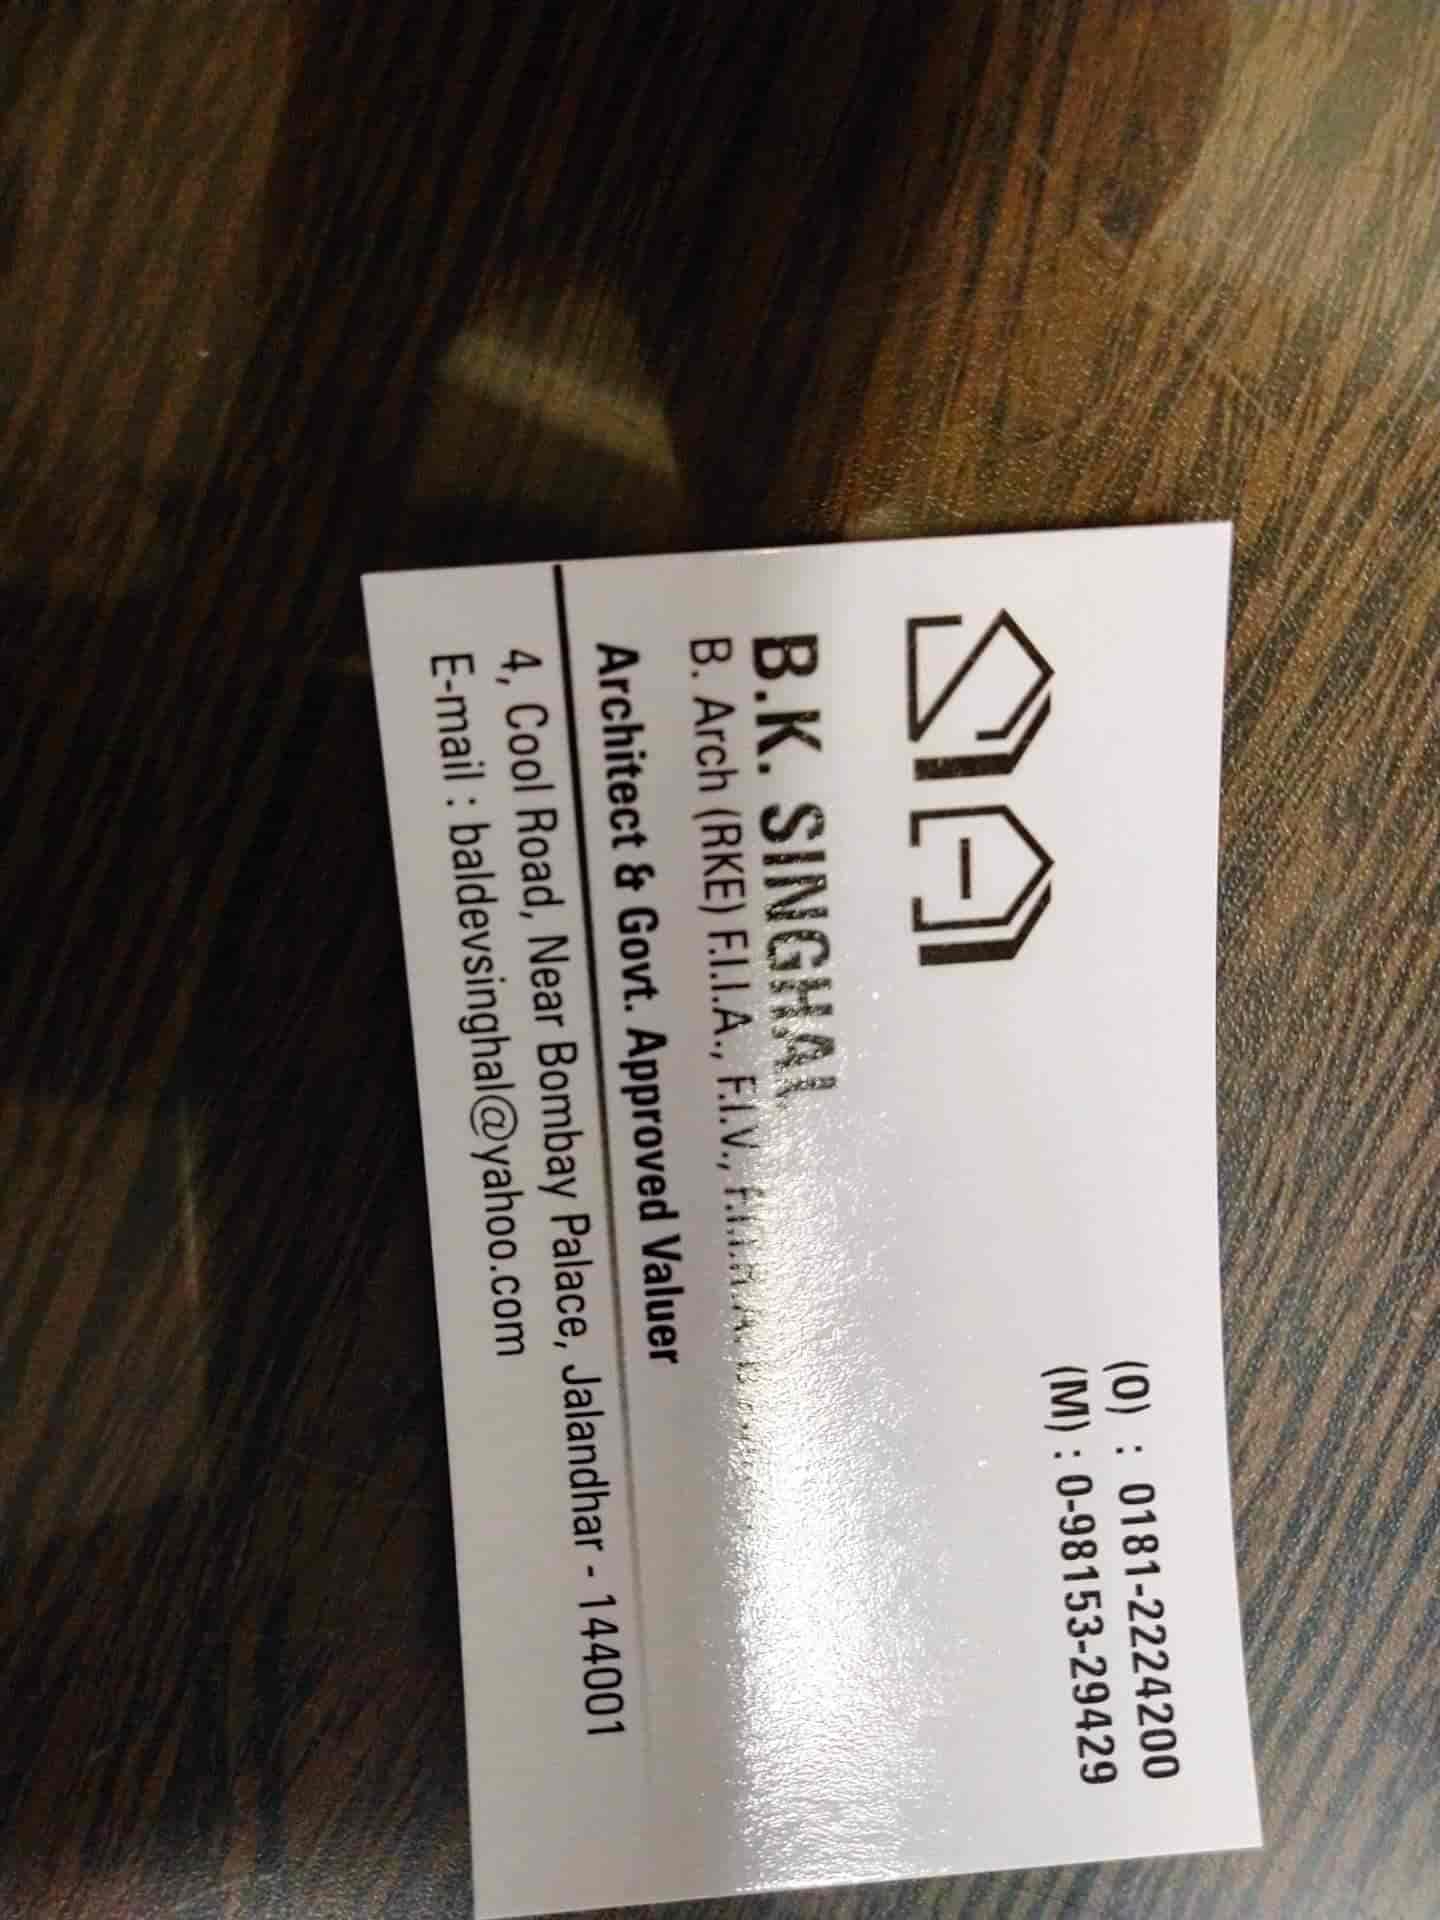 SA
(O) : 0181-2224200
(M) : 0-98153-29429
B.K. SINGHAL
B. Arch (RKE) F.I.I.A., F.I.V.,
Architect & Govt. Approved Valuer
4, Cool Road, Near Bombay Palace, Jalandhar - 144001
E-mail : baldevsinghal@yahoo.com